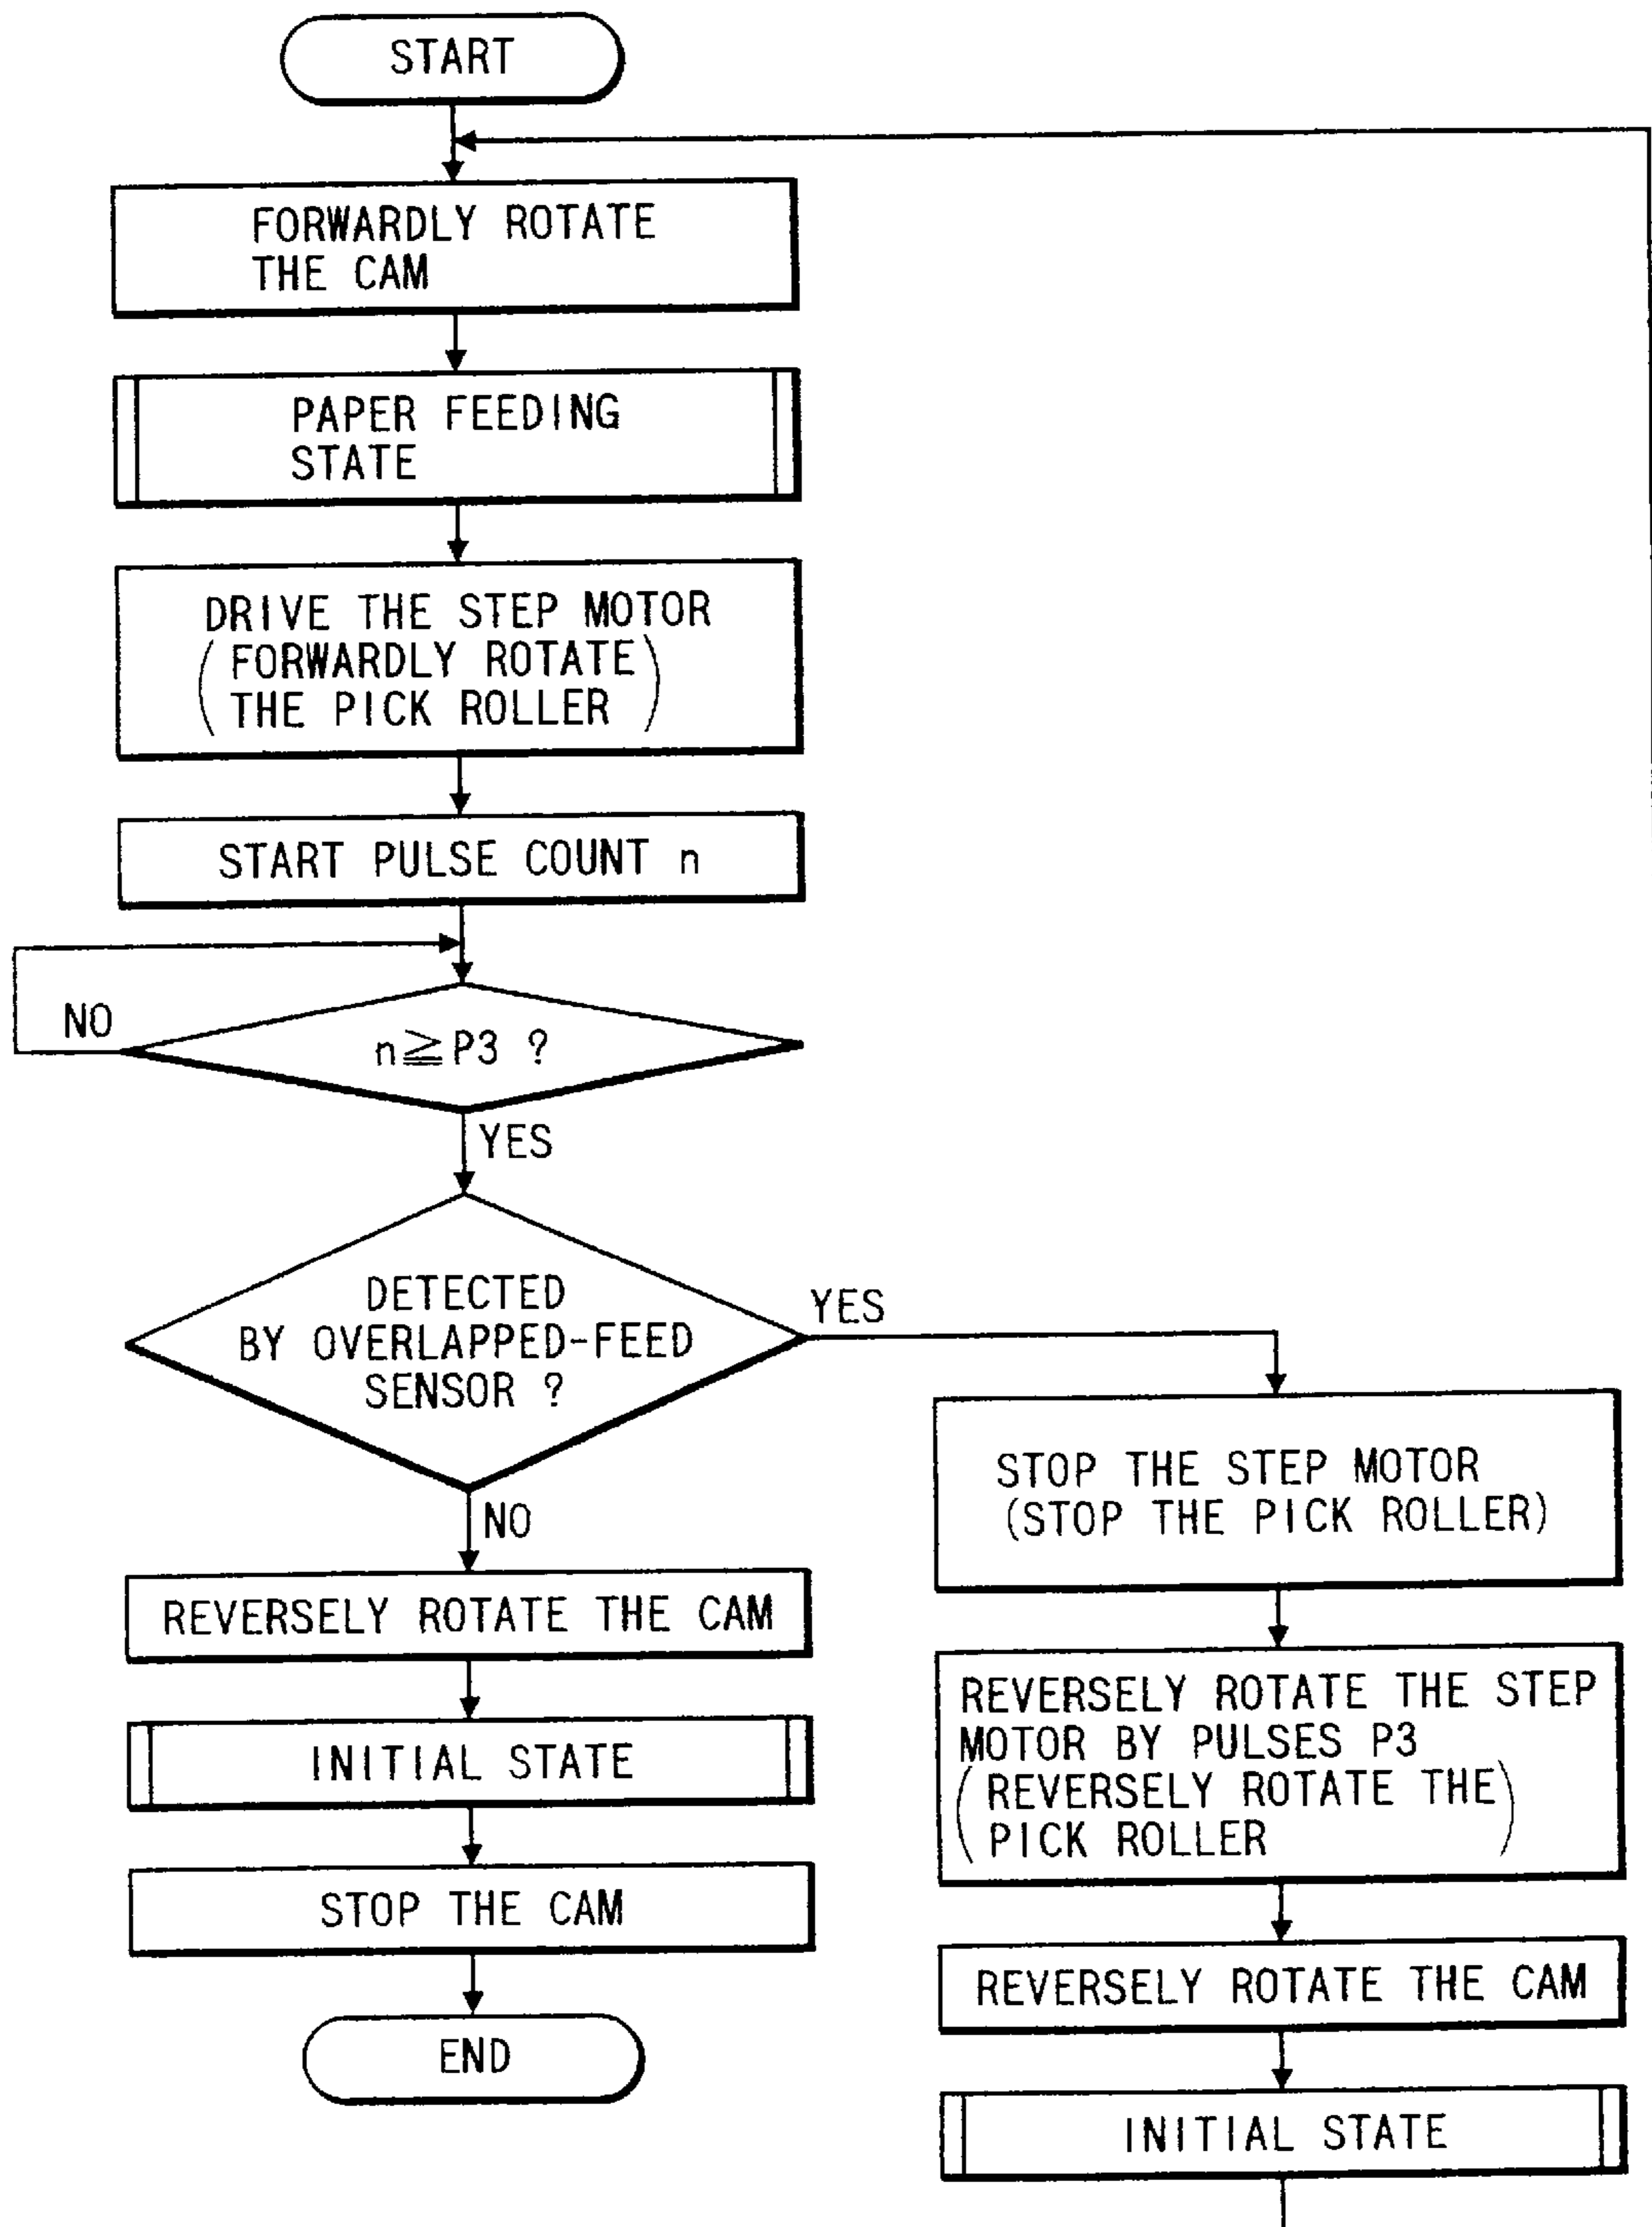 START
FORWARDLY ROTATE
THE CAM
PAPER FEEDING
STATE
DRIVE THE STEP MOTOR
(FORWARDLY ROTATE
THE PICK ROLLER)
START PULSE COUNT n
NO
n≧P3 ?
YES
DETECTED
BY OVERLAPPED-FEED
SENSOR ?
YES
NO
REVERSELY ROTATE THE CAM
INITIAL STATE
STOP THE CAM
END
STOP THE STEP MOTOR
(STOP THE PICK ROLLER)
REVERSELY ROTATE THE STEP
MOTOR BY PULSES P3
(REVERSELY ROTATE THE
PICK ROLLER)
REVERSELY ROTATE THE CAM
INITIAL STATE